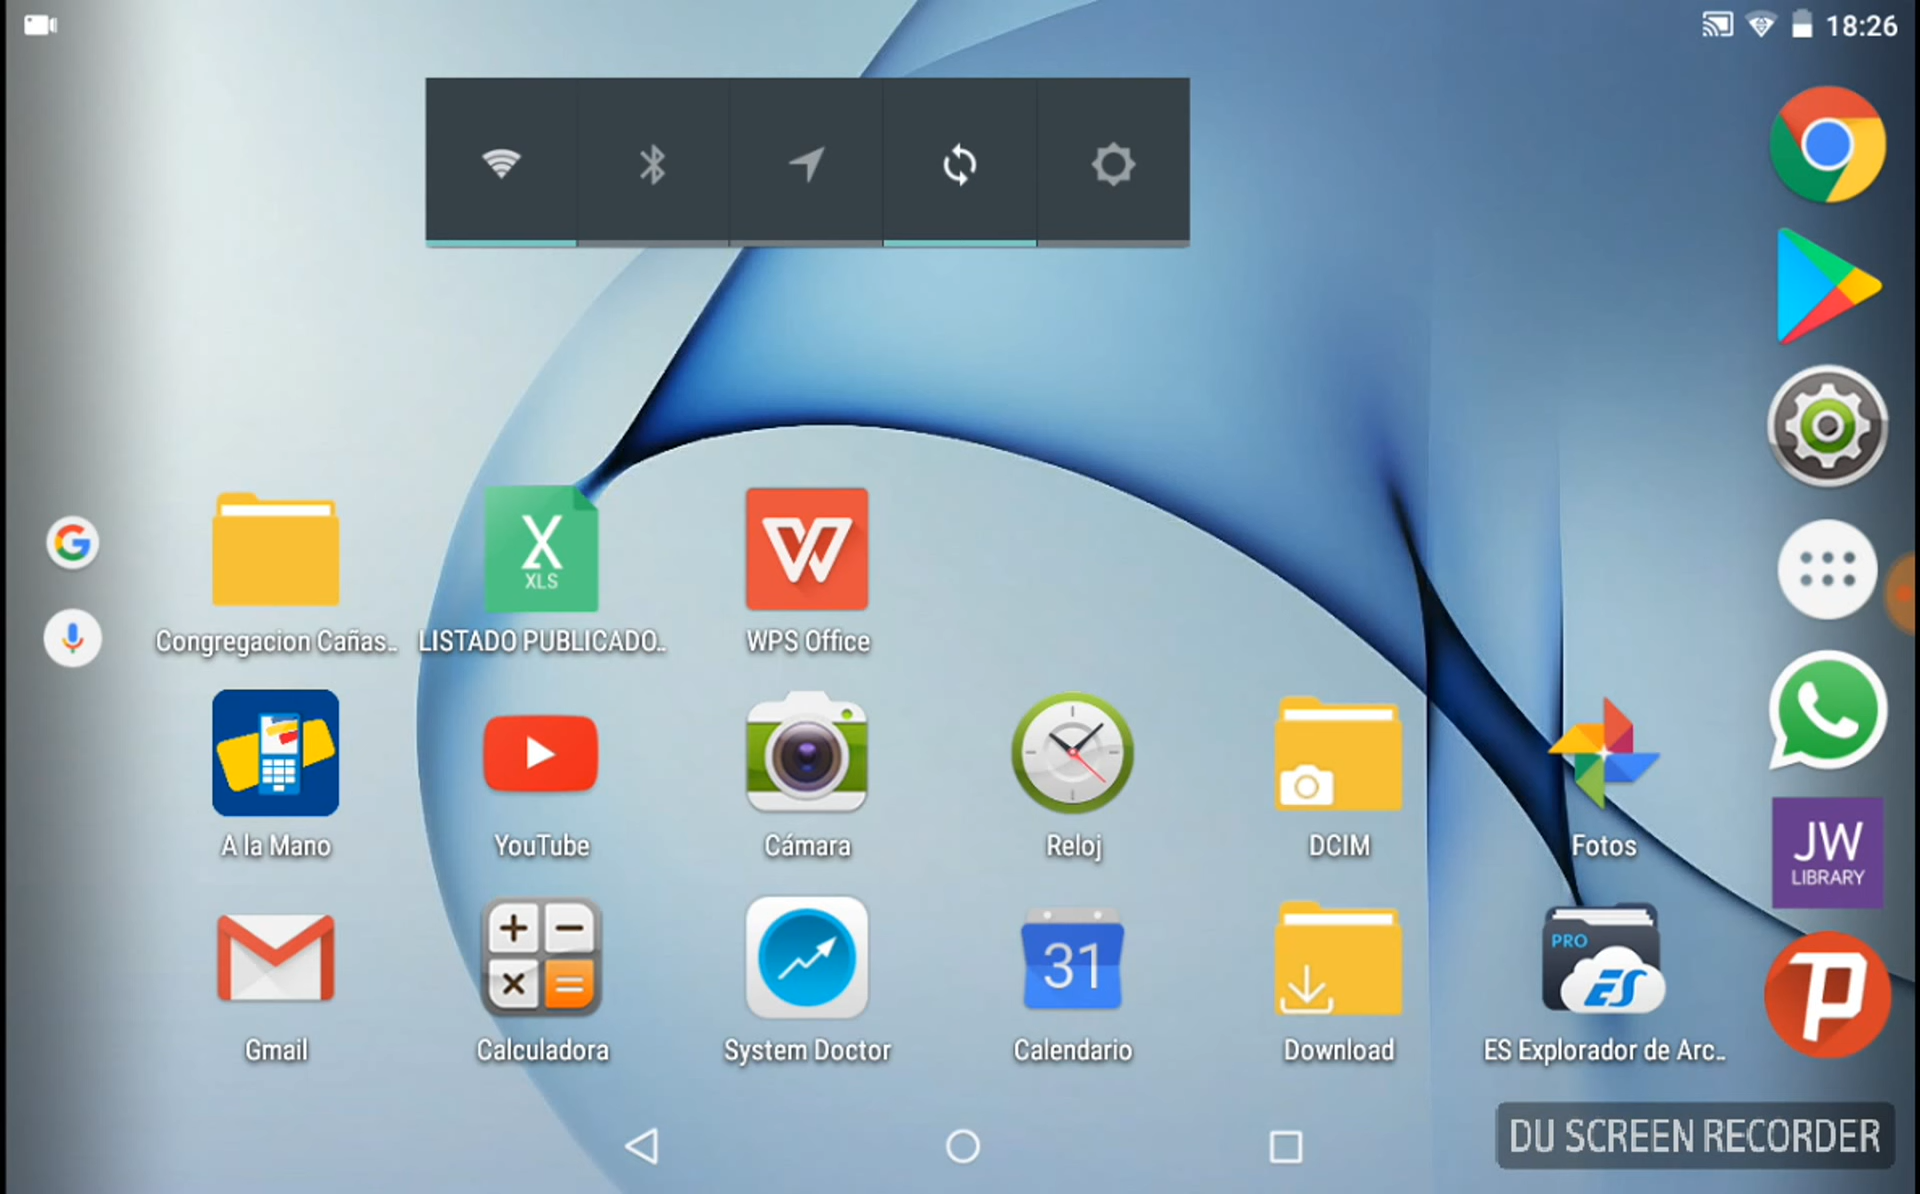 18:26
X
XLS
Congregacion Cañas...
LISTADO PUBLICADO...
WPS Office
A la Mano
YouTube
Cámara
Reloj
DCIM
Fotos
JW
LIBRARY
31
PRO
ES
Gmail
Calculadora
System Doctor
Calendario
Download
ES Explorador de Arc...
DU SCREEN RECORDER